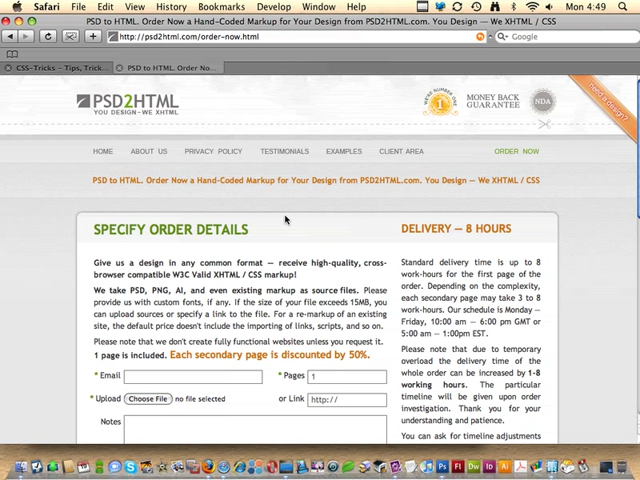 Safari File Edit View History Bookmarks Develop Window Help Mon 4:49
PSD to HTML. Order Now a Hand-Coded Markup for Your Design from PSD2HTML.com. You Design — We XHTML / CSS
http://psd2html.com/order-now.html
Google
CSS-Tricks - Tips, Trick...
PSD to HTML. Order No...
PSD2HTML
YOU DESIGN—WE XHTML
WE'RE NUMBER ONE
1
MONEY BACK
GUARANTEE
NDA
need a design?
HOME ABOUT US PRIVACY POLICY TESTIMONIALS EXAMPLES CLIENT AREA ORDER NOW
PSD to HTML. Order Now a Hand-Coded Markup for Your Design from PSD2HTML.com. You Design — We XHTML / CSS
SPECIFY ORDER DETAILS
Give us a design in any common format — receive high-quality, cross-
browser compatible W3C Valid XHTML / CSS markup!
We take PSD, PNG, AI, and even existing markup as source files. Please
provide us with custom fonts, if any. If the size of your file exceeds 15MB, you
can upload sources or specify a link to the file. For a re-markup of an existing
site, the default price doesn't include the importing of links, scripts, and so on.
Please note that we don't create fully functional websites unless you request it.
1 page is included. Each secondary page is discounted by 50%.
* Email
* Pages 1
* Upload Choose File no file selected
or Link http://
Notes
DELIVERY — 8 HOURS
Standard delivery time is up to 8
work-hours for the first page of the
order. Depending on the complexity,
each secondary page may take 3 to 8
work-hours. Our schedule is Monday —
Friday, 10:00 am - 6:00 pm GMT or
5:00 am - 1:00pm EST.
Please note that due to temporary
overload the delivery time of the
whole order can be increased by 1-8
working hours. The particular
timeline will be given upon order
investigation. Thank you for your
understanding and patience.
You can ask for timeline adjustments